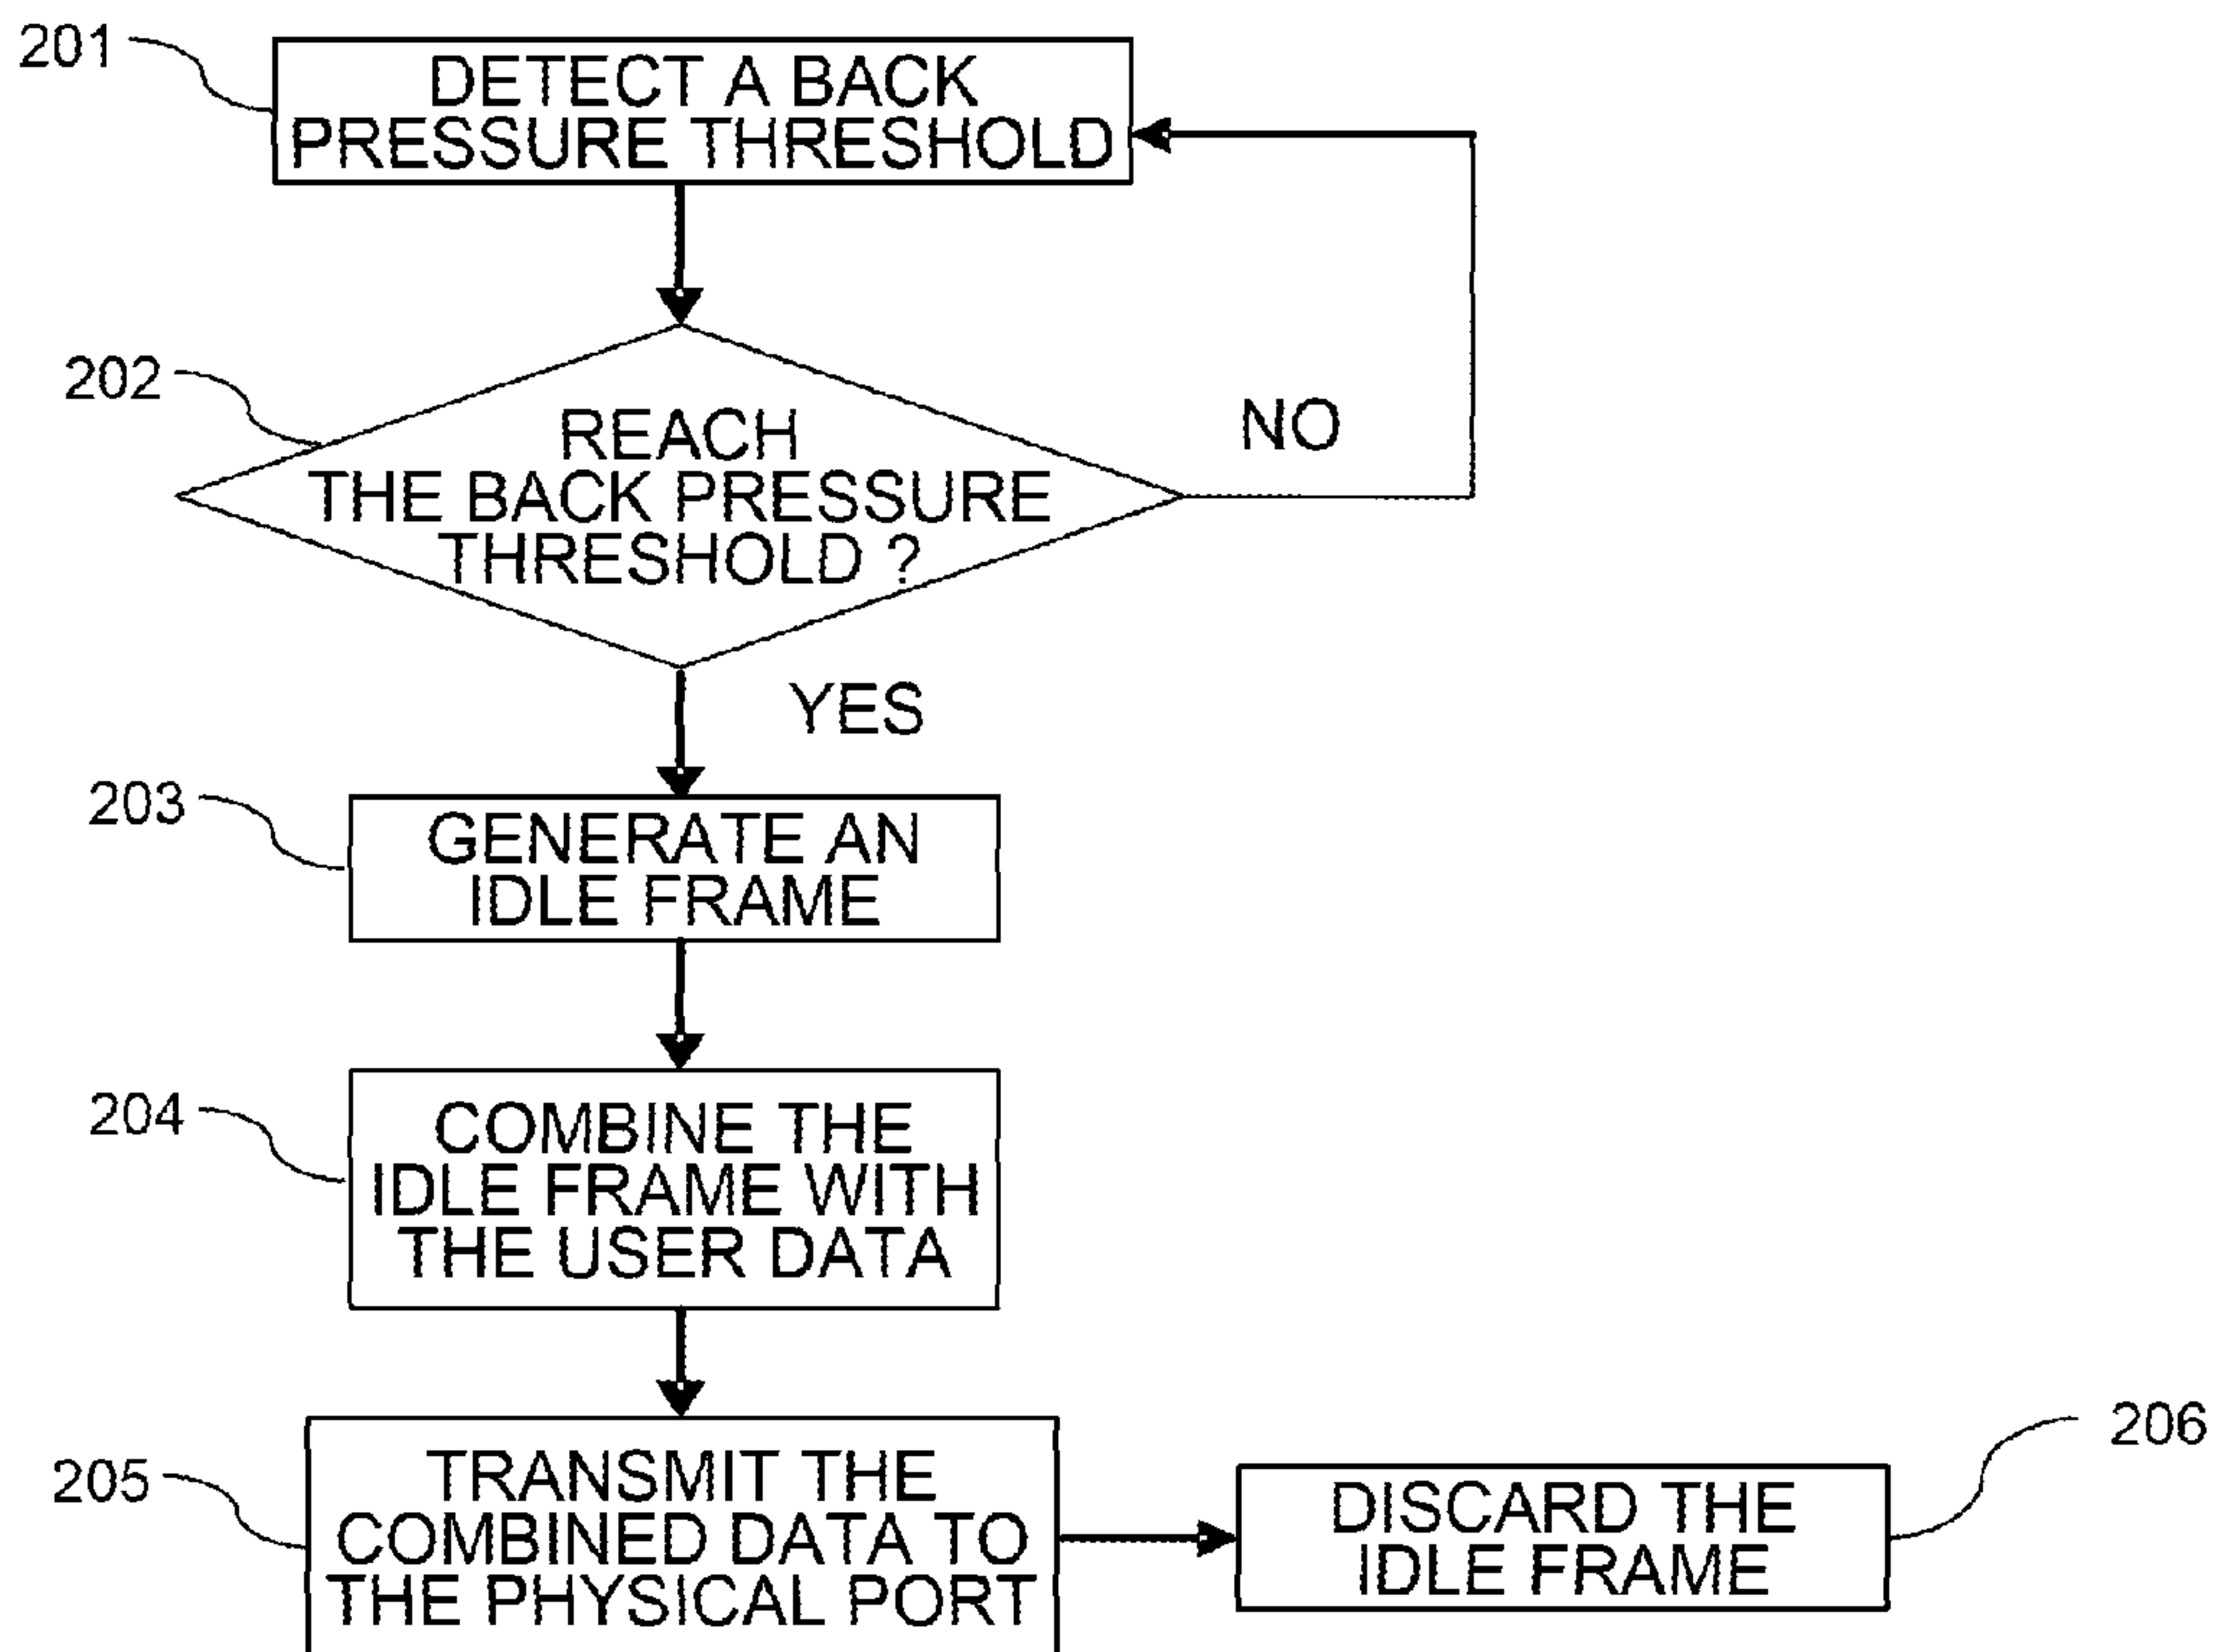 201
DETECT A BACK
PRESSURE THRESHOLD
202
REACH
THE BACK PRESSURE
THRESHOLD ?
NO
YES
203
GENERATE AN
IDLE FRAME
204
COMBINE THE
IDLE FRAME WITH
THE USER DATA
205
TRANSMIT THE
COMBINED DATA TO
THE PHYSICAL PORT
206
DISCARD THE
IDLE FRAME